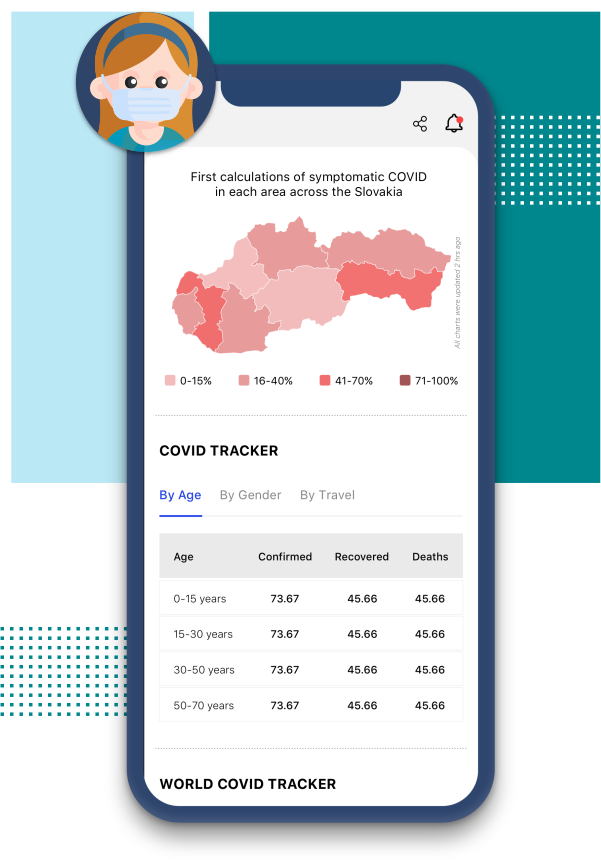 First calculations of symptomatic COVID
in each area across the Slovakia
All charts were updated 2 hrs ago
0-15% 16-40% 41-70% 71-100%
COVID TRACKER
By Age By Gender By Travel
Age Confirmed Recovered Deaths
0-15 years 73.67 45.66 45.66
15-30 years 73.67 45.66 45.66
30-50 years 73.67 45.66 45.66
50-70 years 73.67 45.66 45.66
WORLD COVID TRACKER